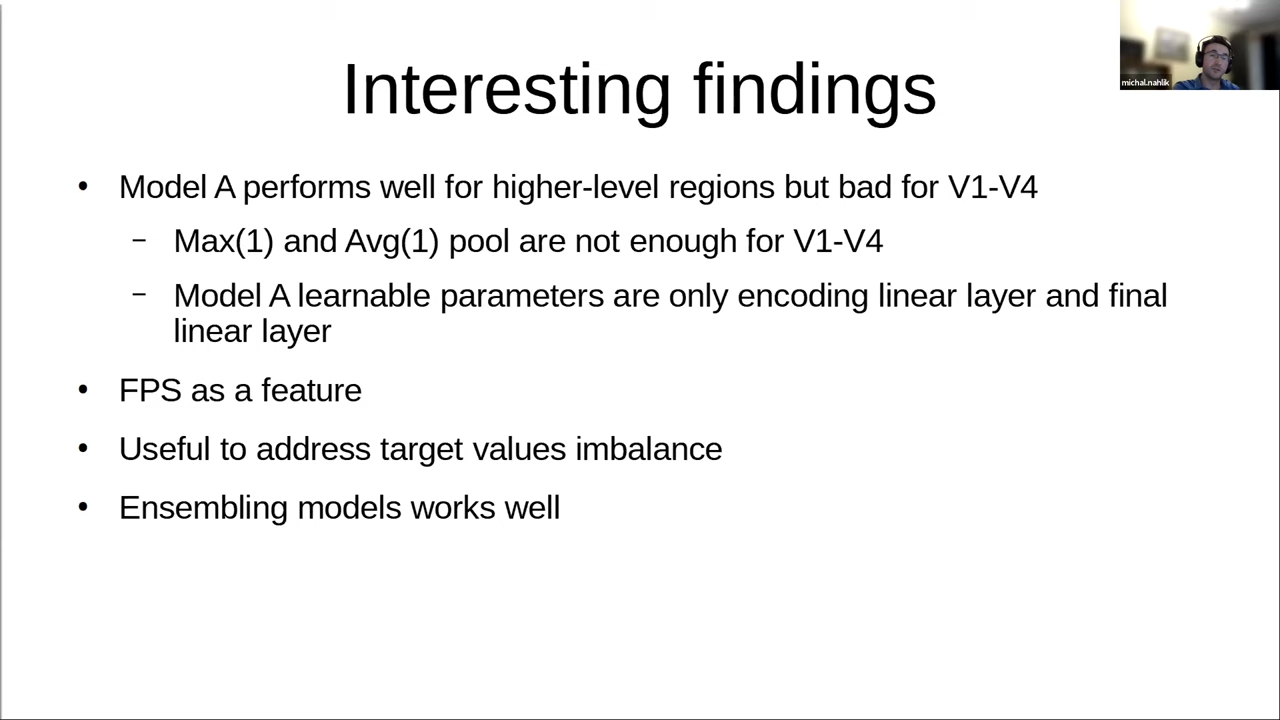 Interesting findings
michal.nahlik
• Model A performs well for higher-level regions but bad for V1-V4
– Max(1) and Avg(1) pool are not enough for V1-V4
– Model A learnable parameters are only encoding linear layer and final
linear layer
• FPS as a feature
• Useful to address target values imbalance
• Ensembling models works well